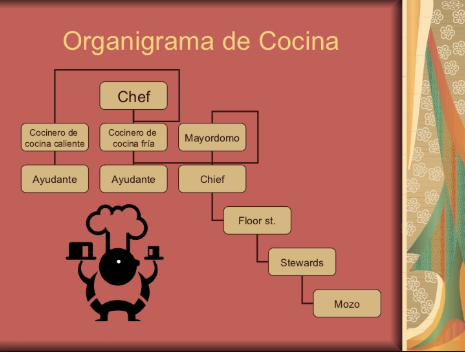 Organigrama de Cocina
Chef
Cocinero de
cocina caliente
Cocinero de
cocina fría
Mayordomo
Ayudante
Ayudante
Chief
Floor st.
Stewards
Mozo